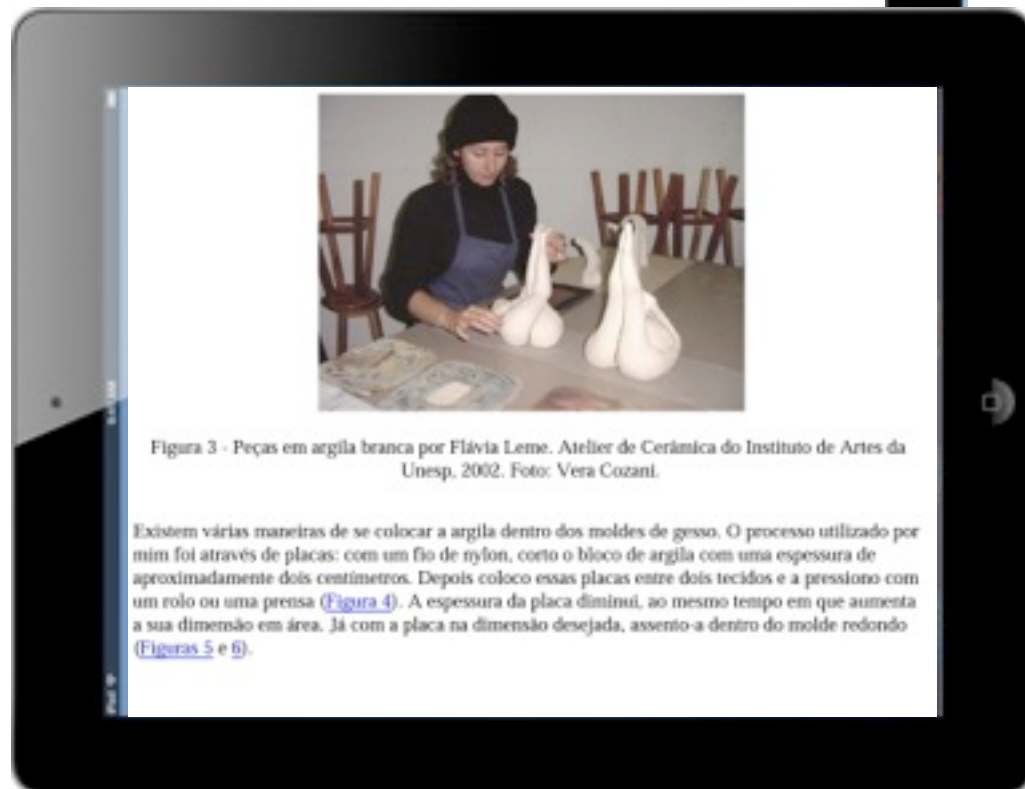 Figura 3 - Peças em argila branca por Flávia Leme. Atelier de Cerâmica do Instituto de Artes da
Unesp, 2002. Foto: Vera Cozani.
Existem várias maneiras de se colocar a argila dentro dos moldes de gesso. O processo utilizado por
mim foi através de placas: com um fio de nylon, corto o bloco de argila com uma espessura de
aproximadamente dois centímetros. Depois coloco essas placas entre dois tecidos e a pressiono com
um rolo ou uma prensa (Figura 4). A espessura da placa diminui, ao mesmo tempo em que aumenta
a sua dimensão em área. Já com a placa na dimensão desejada, assento-a dentro do molde redondo
(Figuras 5 e 6).